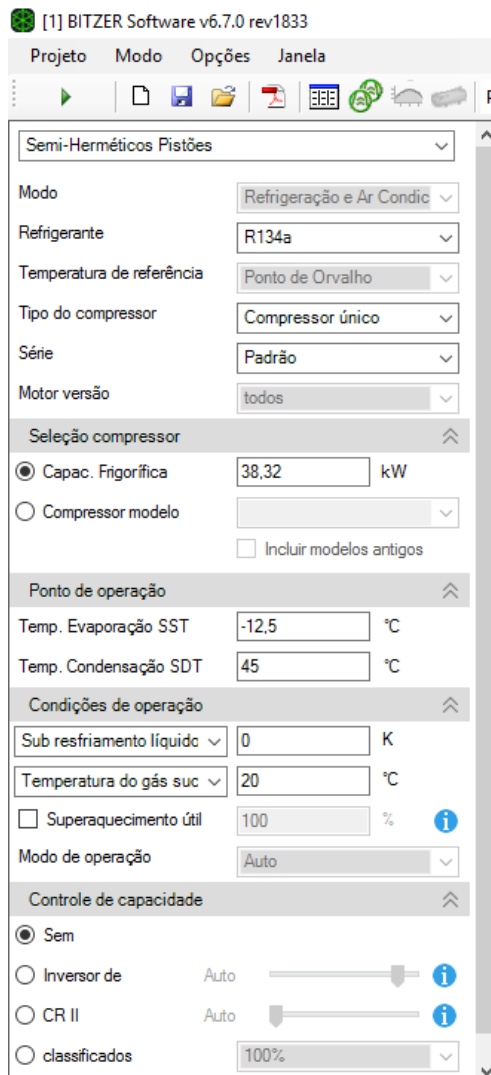 [1] BITZER Software v6.7.0 rev1833
Projeto Modo Opções Janela
Semi-Herméticos Pistões
Modo Refrigeração e Ar Condic
Refrigerante R134a
Temperatura de referência Ponto de Orvalho
Tipo do compressor Compressor único
Série Padrão
Motor versão todos
Seleção compressor
Capac. Frigorífica 38,32 kW
Compressor modelo
Incluir modelos antigos
Ponto de operação
Temp. Evaporação SST -12,5 °C
Temp. Condensação SDT 45 °C
Condições de operação
Sub resfriamento líquidc 0 K
Temperatura do gás suc 20 °C
Superaquecimento útil 100 %
Modo de operação Auto
Controle de capacidade
Sem
Inversor de Auto
CR II Auto
classificados 100%